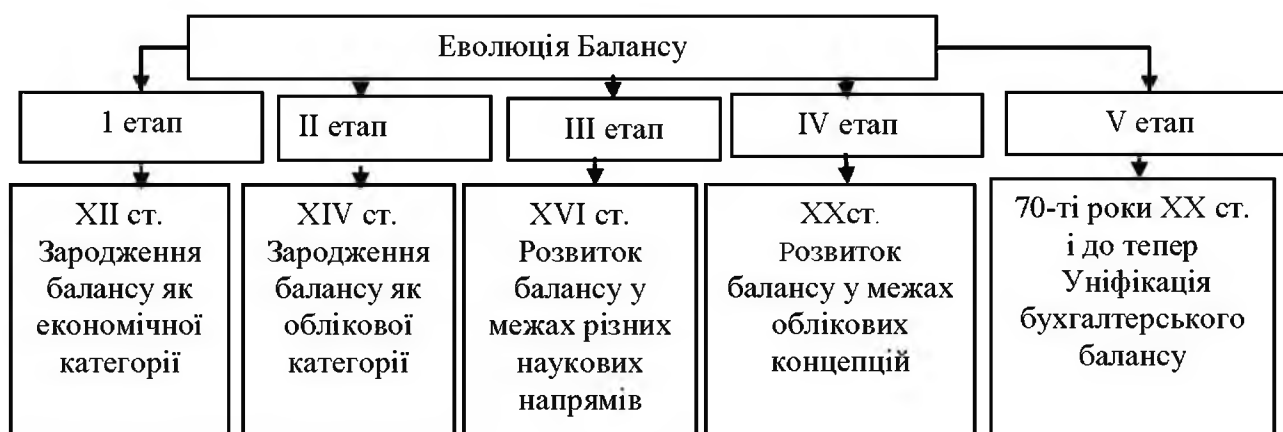 Еволюція Балансу
1 етап
II етап
III етап
IV етап
V етап
XII ст.
Зародження
балансу як
економічної
категорії
XIV ст.
Зародження
балансу як
облікової
категорії
XVI ст.
Розвиток
балансу у
межах різних
наукових
напрямів
XXст.
Розвиток
балансу у межах
облікових
концепцій
70-ті роки XX ст.
і до тепер
Уніфікація
бухгалтерського
балансу